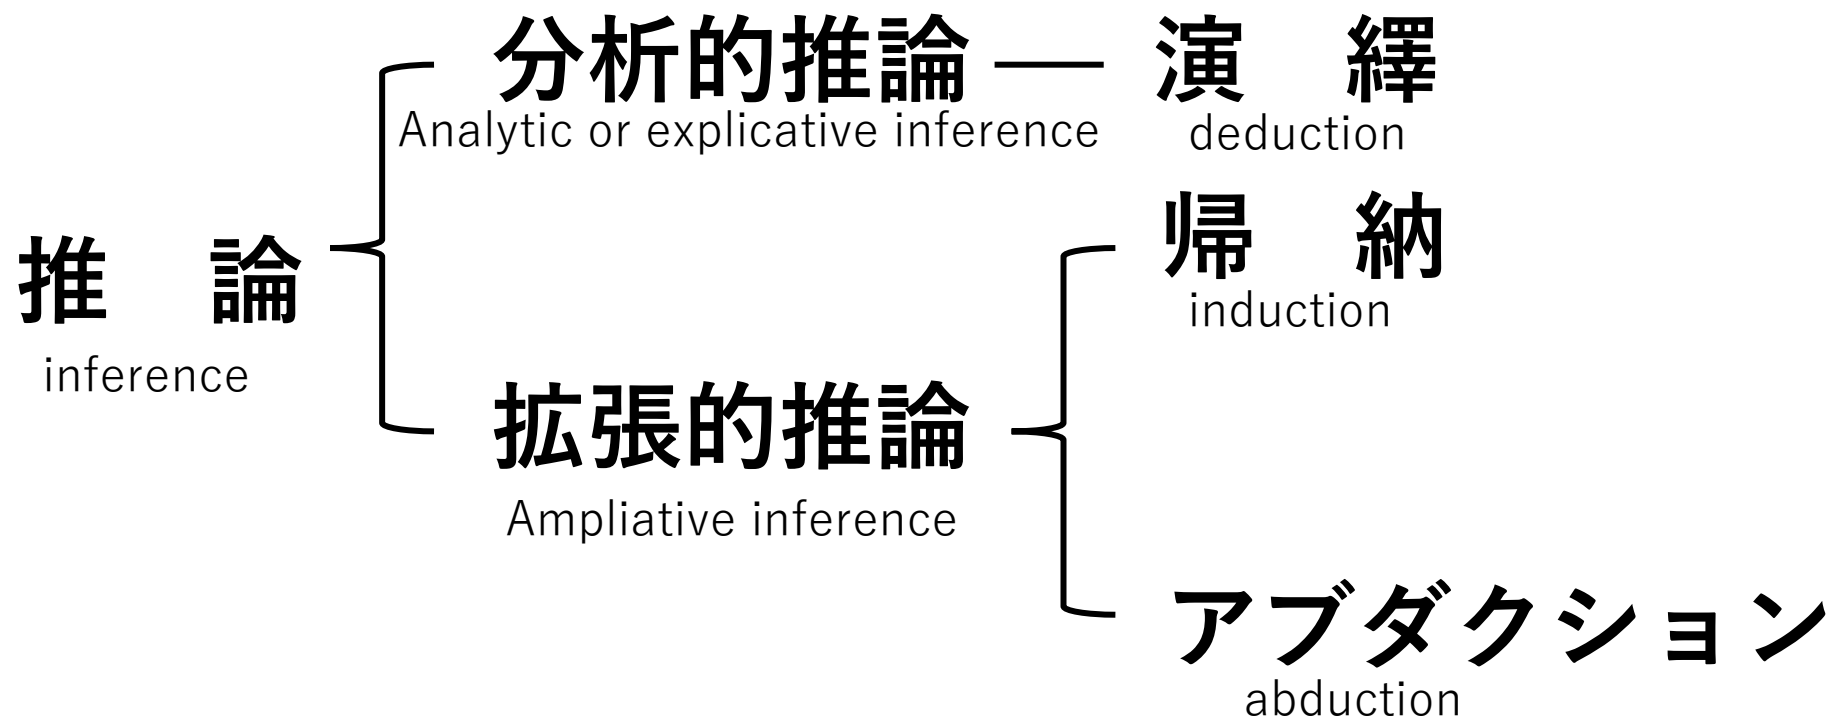 推　論
inference
分析的推論
Analytic or explicative inference
演　繹
deduction
拡張的推論
Ampliative inference
帰　納
induction
アブダクション
abduction